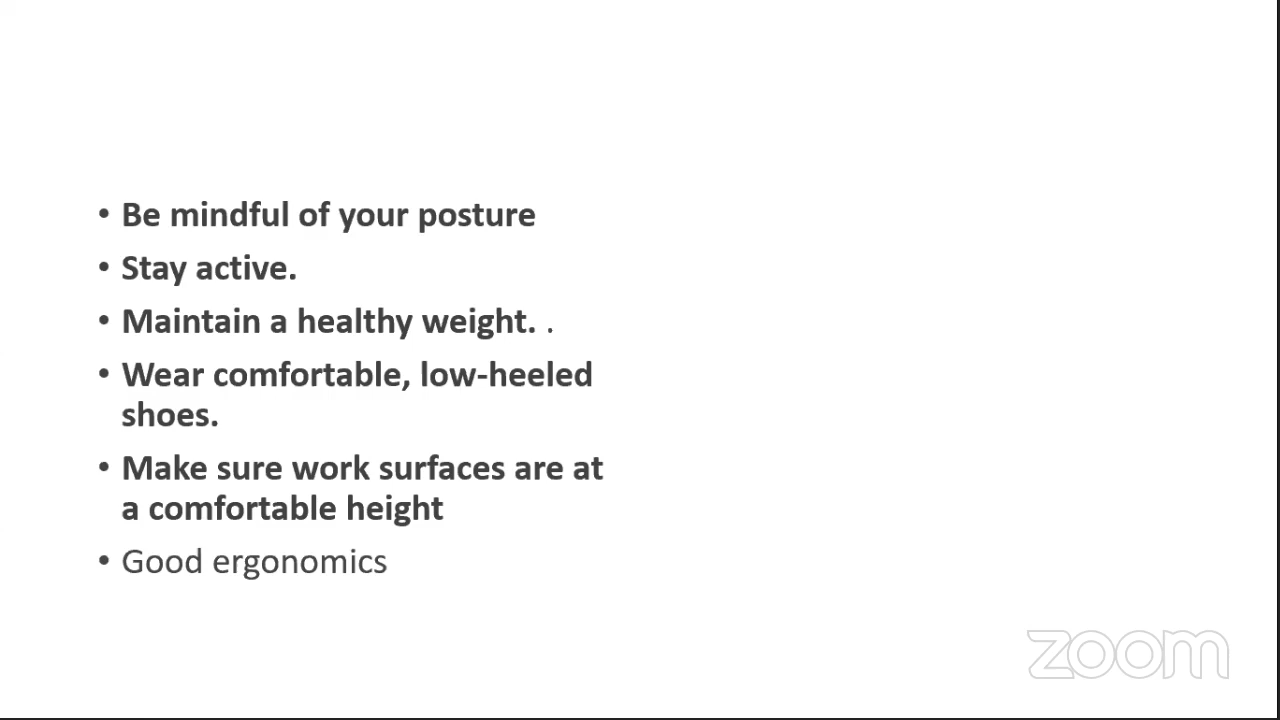 • Be mindful of your posture
• Stay active.
• Maintain a healthy weight. .
• Wear comfortable, low-heeled
shoes.
• Make sure work surfaces are at
a comfortable height
• Good ergonomics
zoom